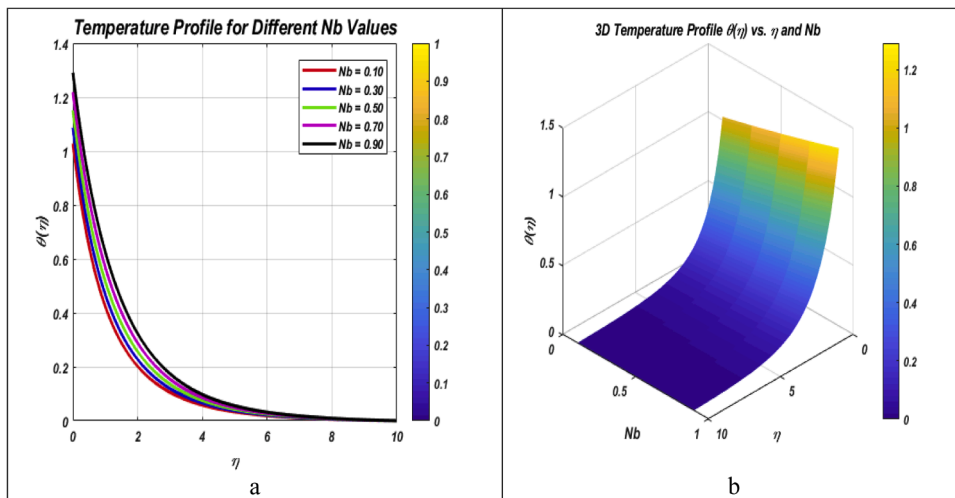 Temperature Profile for Different Nb Values
1.4
1.2
1
0.8
0.6
0.4
0.2
0
θ(η)
0 2 4 6 8 10
η
Nb = 0.10
Nb = 0.30
Nb = 0.50
Nb = 0.70
Nb = 0.90
1
0.9
0.8
0.7
0.6
0.5
0.4
0.3
0.2
0.1
0
a
3D Temperature Profile θ(η) vs. η and Nb
1.5
1
0.5
0
θ(η)
0
0.5
1
Nb
10
5
0
η
1.2
1
0.8
0.6
0.4
0.2
0
b